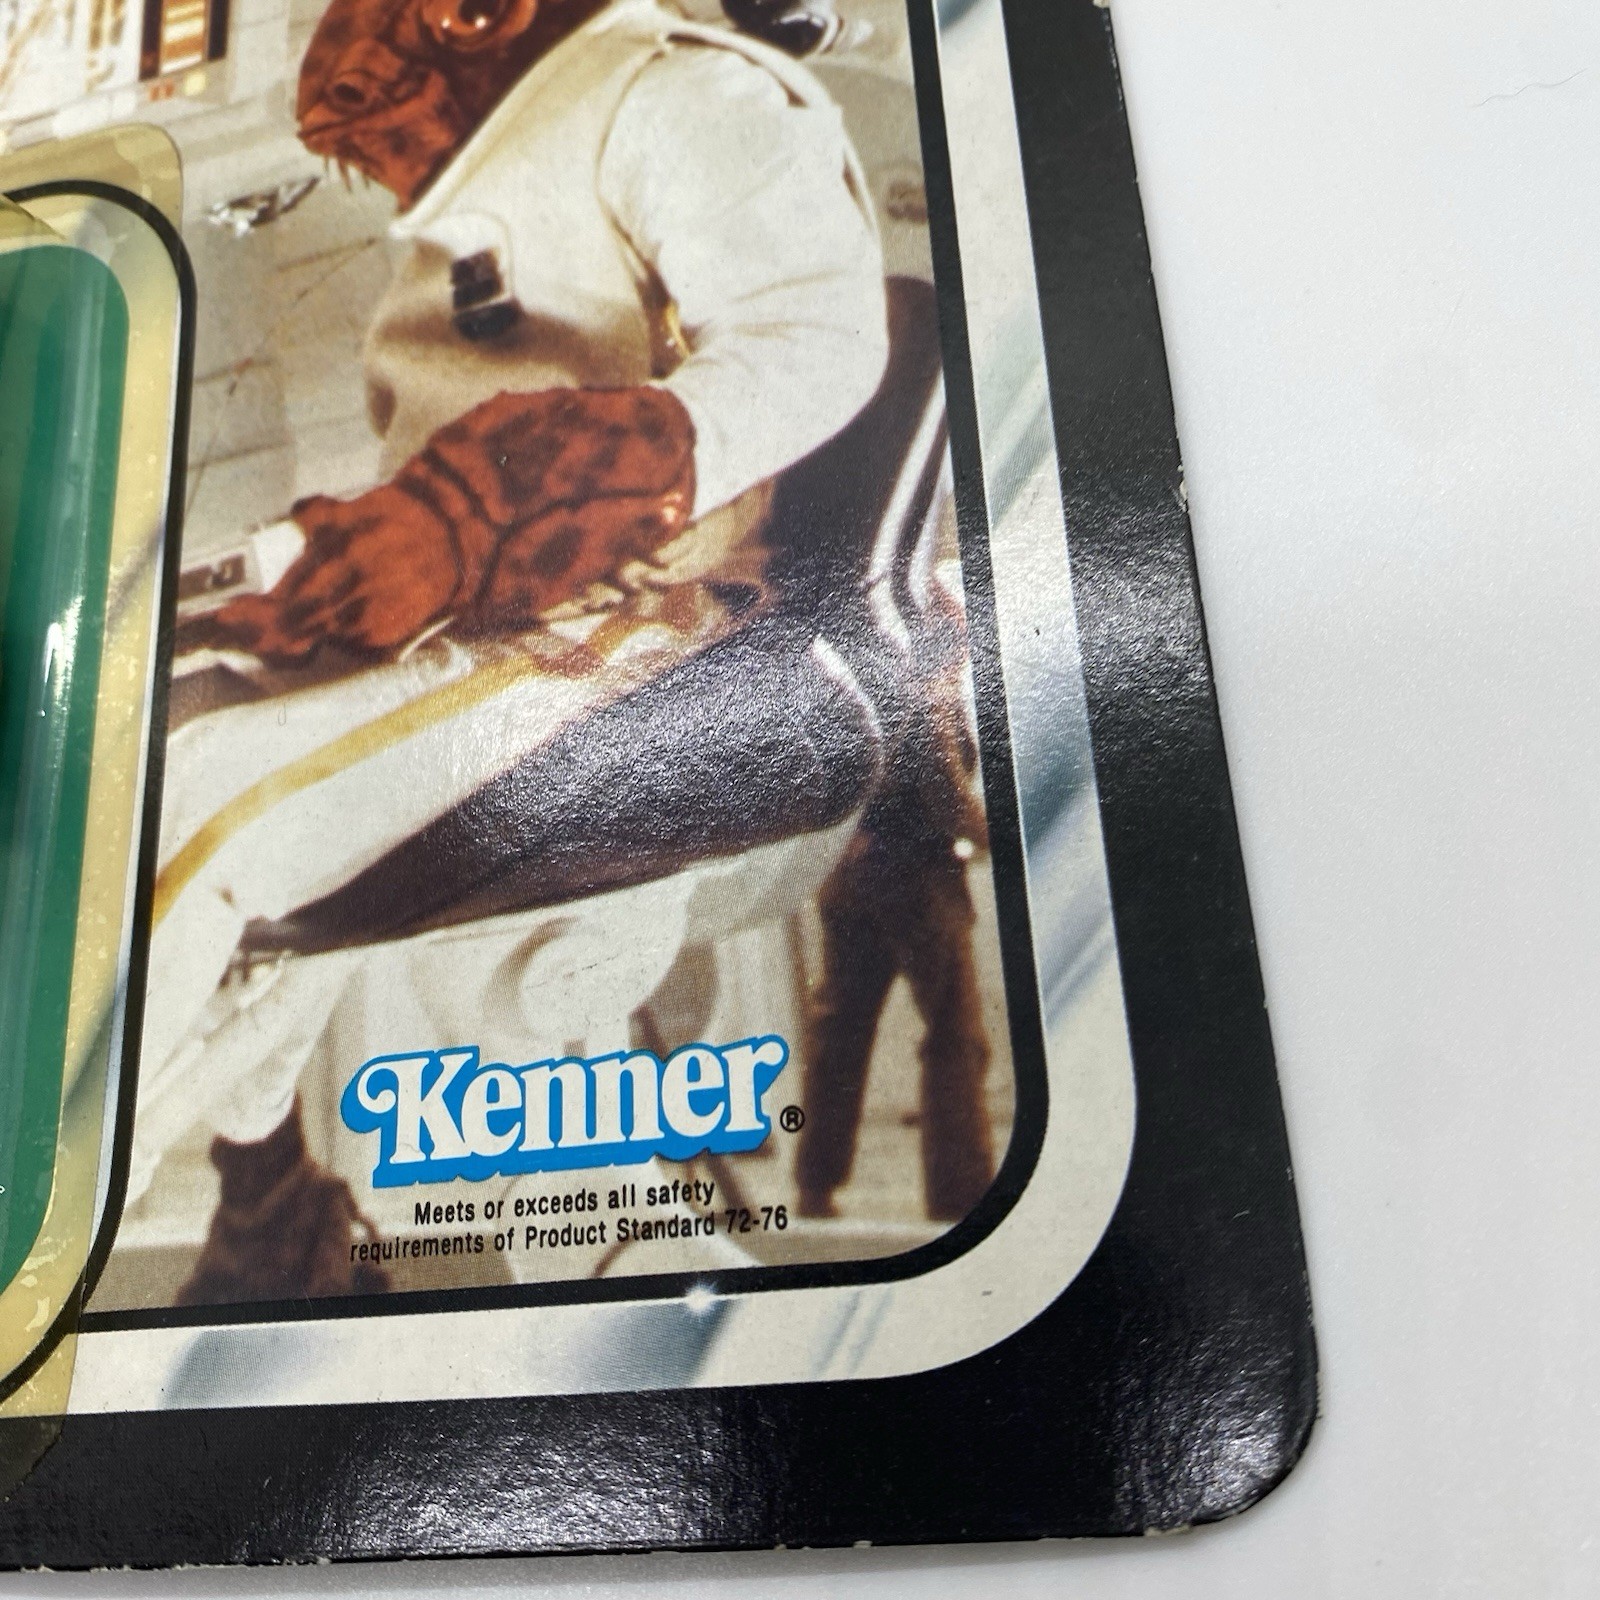 Kenner®
Meets or exceeds all safety
requirements of Product Standard 72-76